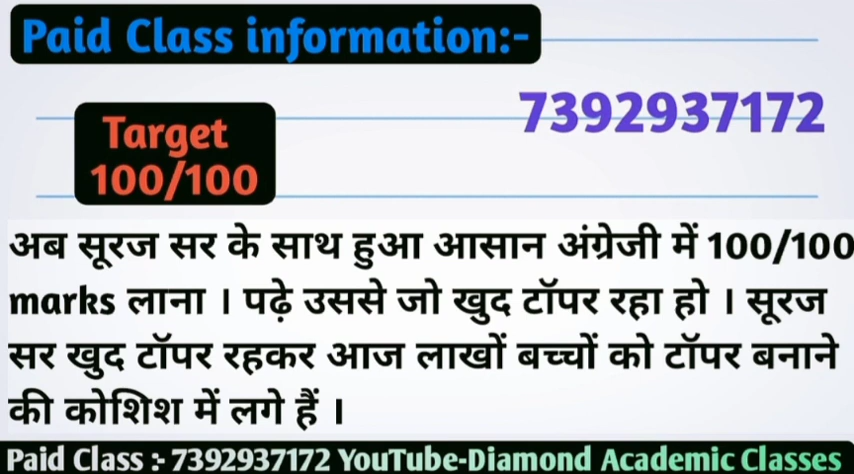 Paid Class information:-
7392937172
Target
100/100
अब सूरज सर के साथ हुआ आसान अंग्रेजी में 100/100
marks लाना । पढ़े उससे जो खुद टॉपर रहा हो । सूरज
सर खुद टॉपर रहकर आज लाखों बच्चों को टॉपर बनाने
की कोशिश में लगे हैं ।
Paid Class :- 7392937172 YouTube-Diamond Academic Classes